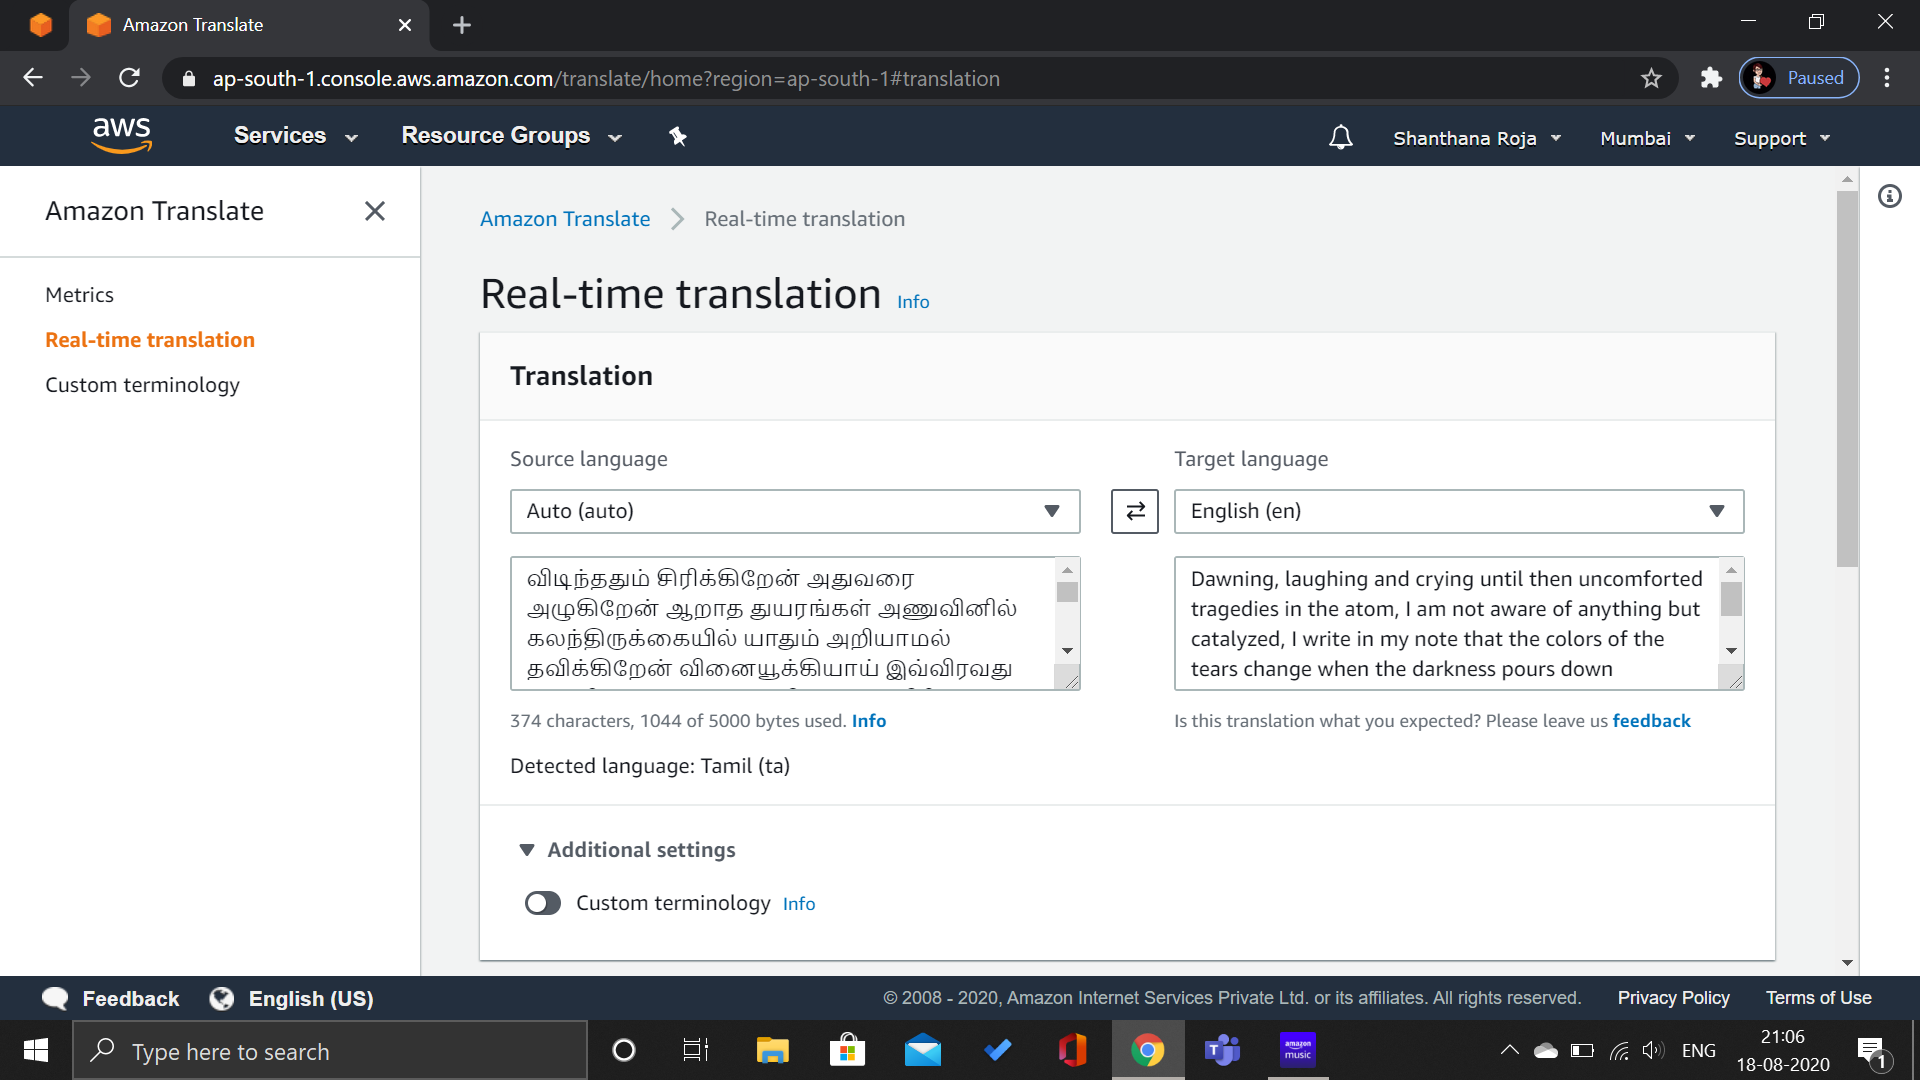 Amazon Translate
ap-south-1.console.aws.amazon.com/translate/home?region=ap-south-1#translation
Paused
aws
Services
Resource Groups
Shanthana Roja
Mumbai
Support
Amazon Translate
Metrics
Real-time translation
Custom terminology
Amazon Translate
Real-time translation
Real-time translation Info
Translation
Source language
Auto (auto)
விடிந்ததும் சிரிக்கிறேன் அதுவரை
அழுகிறேன் ஆறாத துயரங்கள் அணுவினில்
கலந்திருக்கையில் யாதும் அறியாமல்
தவிக்கிறேன் வினையூக்கியாய் இவ்விரவது
374 characters, 1044 of 5000 bytes used. Info
Detected language: Tamil (ta)
Target language
English (en)
Dawning, laughing and crying until then uncomforted
tragedies in the atom, I am not aware of anything but
catalyzed, I write in my note that the colors of the
tears change when the darkness pours down
Is this translation what you expected? Please leave us feedback
Additional settings
Custom terminology Info
Feedback
English (US)
© 2008 - 2020, Amazon Internet Services Private Ltd. or its affiliates. All rights reserved.
Privacy Policy
Terms of Use
Type here to search
amazon
music
ENG
21:06
18-08-2020
1